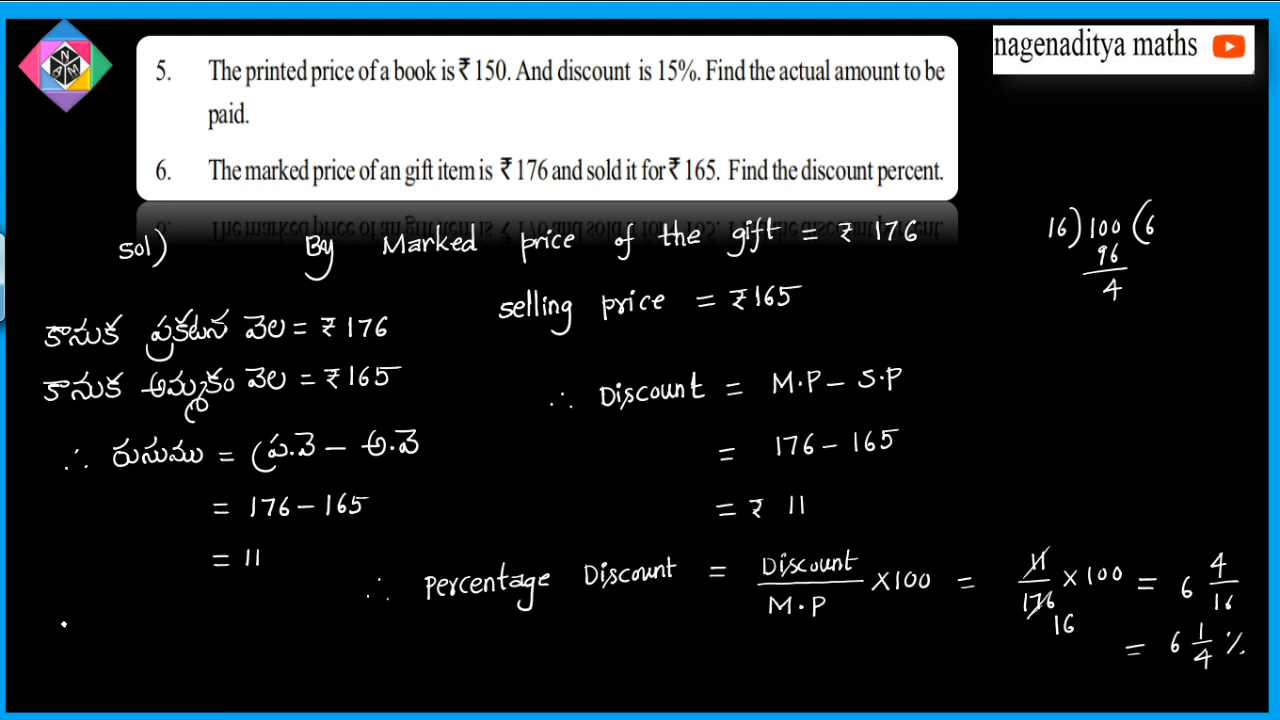 nagenaditya maths
N
A M
5. The printed price of a book is ₹ 150. And discount is 15%. Find the actual amount to be
paid.
6. The marked price of an gift item is ₹ 176 and sold it for ₹ 165. Find the discount percent.
Sol) By Marked price of the gift = ₹ 176
selling price = ₹ 165
∴ Discount = M.P - S.P
= 176 - 165
= ₹ 11
∴ Percentage Discount = Discount/M.P × 100 = 11/176 × 100 = 6 4/16
16
= 6 1/4 %
కానుక ప్రకటన వెల = ₹ 176
కానుక అమ్మకం వెల = ₹ 165
∴ రుసుము = ప్ర.వె - అ.వె
= 176 - 165
= 11
16) 100 (6
96
4